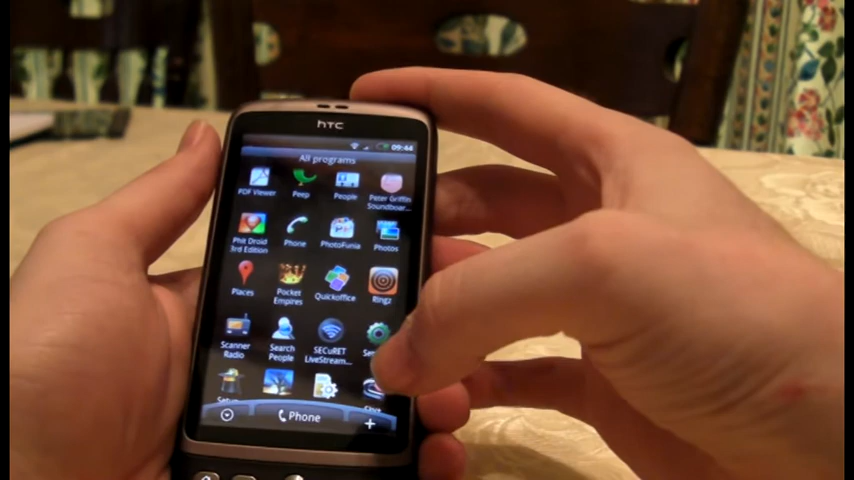 hTC
09:44
All programs
PDF Viewer
Peep
People
Peter Griffin
Soundboar...
Phit Droid
3rd Edition
Phone
PhotoFunia
Photos
Places
Pocket
Empires
Quickoffice
Ringz
Scanner
Radio
Search
People
SECuRET
LiveStream...
Phone